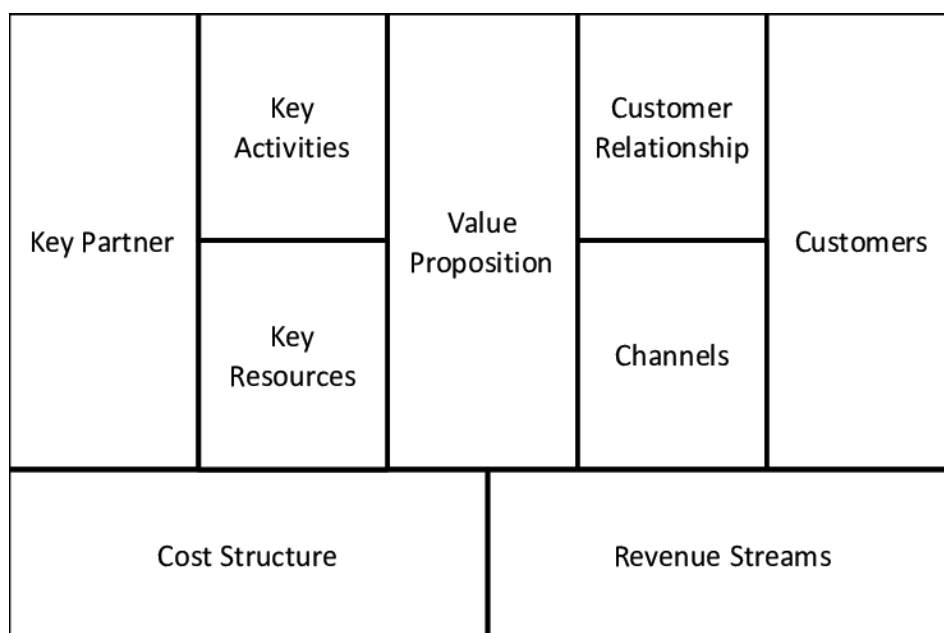 Key Partner
Key
Activities
Key
Resources
Value
Proposition
Customer
Relationship
Channels
Customers
Cost Structure
Revenue Streams